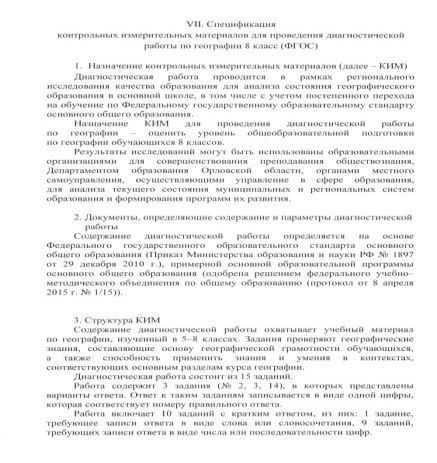 VII. Спецификация
контрольных измерительных материалов для проведения диагностической
работы по географии 8 класс (ФГОС)
1. Назначение контрольных измерительных материалов (далее – КИМ)
Диагностическая работа проводится в рамках регионального
исследования качества образования для анализа состояния географического
образования в основной школе, в том числе с учетом постепенного перехода
на обучение по Федеральному государственному образовательному стандарту
основного общего образования.
Назначение КИМ для проведения диагностической работы
по географии – оценить уровень общеобразовательной подготовки
по географии обучающихся 8 классов.
Результаты исследований могут быть использованы образовательными
организациями для совершенствования преподавания обществознания,
Департаментом образования Орловской области, органами местного
самоуправления, осуществляющими управление в сфере образования,
для анализа текущего состояния муниципальных и региональных систем
образования и формирования программ их развития.
2. Документы, определяющие содержание и параметры диагностической
работы
Содержание диагностической работы определяется на основе
Федерального государственного образовательного стандарта основного
общего образования (Приказ Министерства образования и науки РФ № 1897
от 29 декабря 2010 г.), примерной основной образовательной программы
основного общего образования (одобрена решением федерального учебно–
методического объединения по общему образованию (протокол от 8 апреля
2015 г. № 1/15)).
3. Структура КИМ
Содержание диагностической работы охватывает учебный материал
по географии, изученный в 5–8 классах. Задания проверяют географические
знания, составляющие основу географической грамотности обучающихся,
а также способность применить знания и умения в контекстах,
соответствующих основным разделам курса географии.
Диагностическая работа состоит из 15 заданий.
Работа содержит 3 задания (№ 2, 3, 14), в которых представлены
варианты ответа. Ответ к таким заданиям записывается в виде одной цифры,
которая соответствует номеру правильного ответа.
Работа включает 10 заданий с кратким ответом, из них: 1 задание,
требующее записи ответа в виде слова или словосочетания, 9 заданий,
требующих записи ответа в виде числа или последовательности цифр.